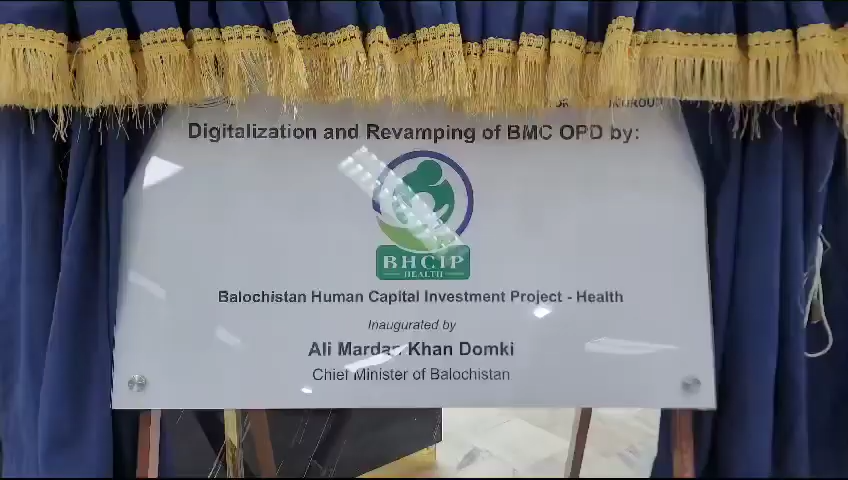 Digitalization and Revamping of BMC OPD by:
BHCIP
HEALTH
Balochistan Human Capital Investment Project - Health
Inaugurated by
Ali Mardan Khan Domki
Chief Minister of Balochistan